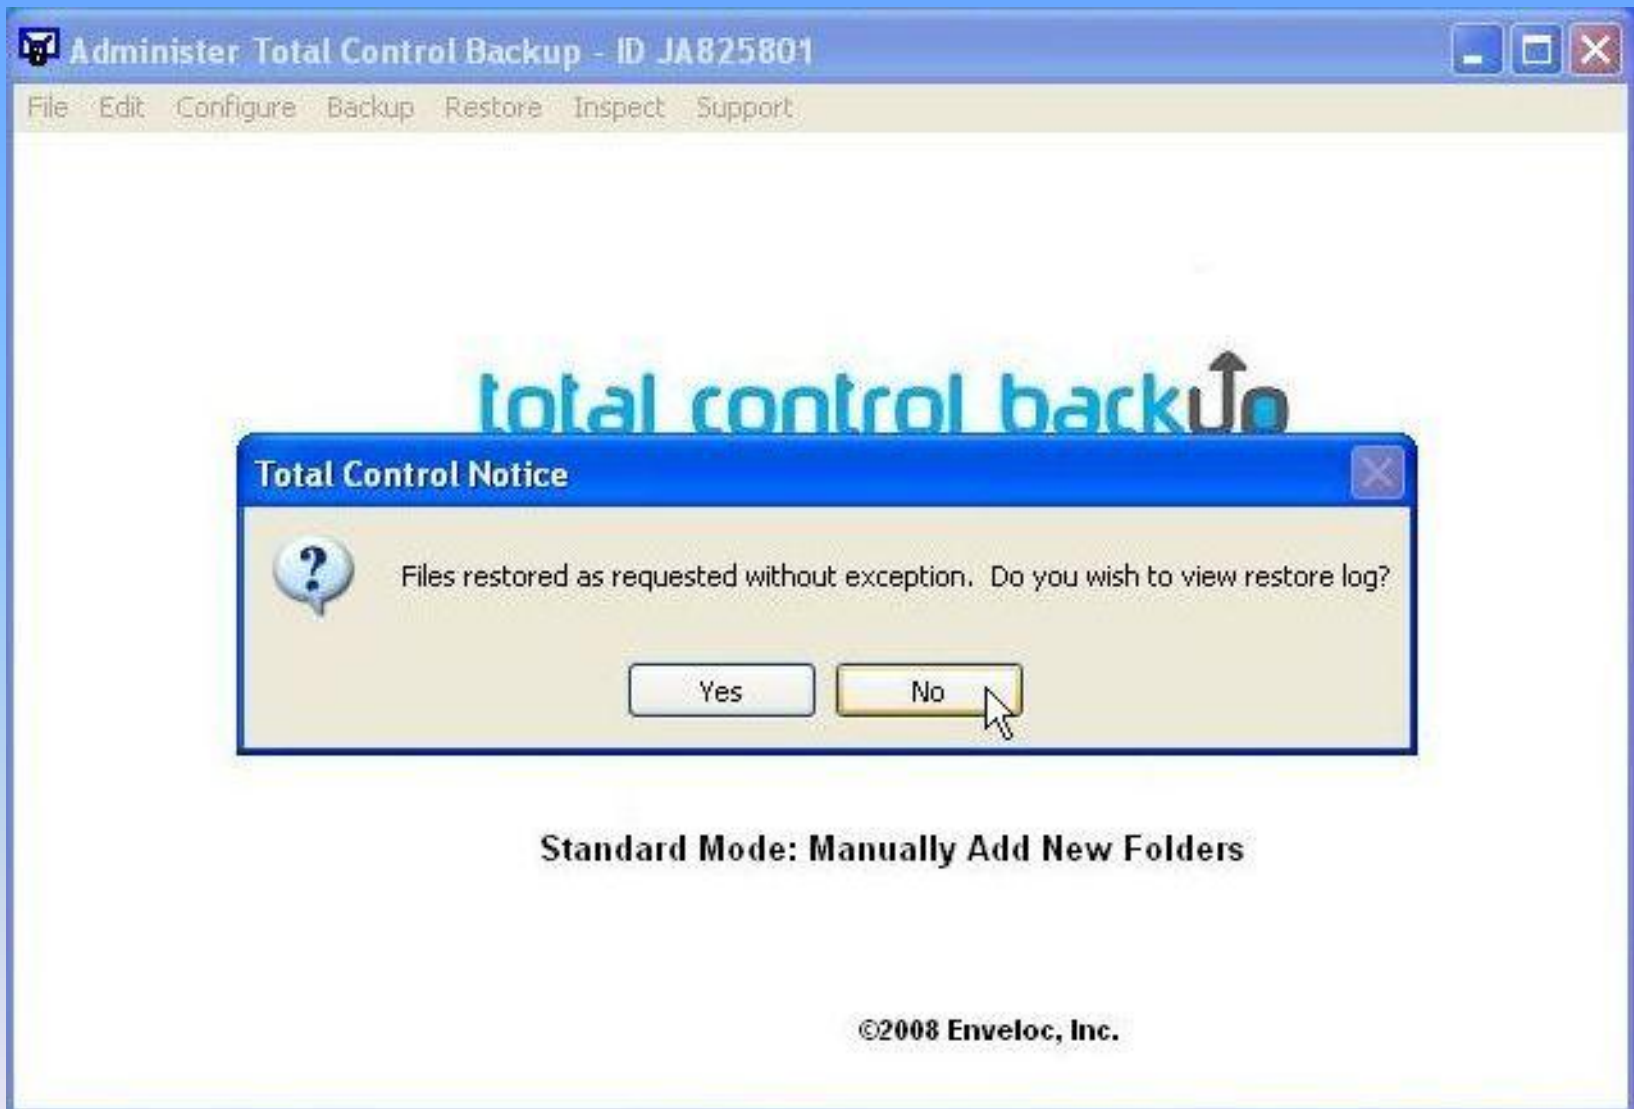 Administer Total Control Backup - ID JA825801
File Edit Configure Backup Restore Inspect Support
total control backup
Total Control Notice
? Files restored as requested without exception. Do you wish to view restore log?
Yes No
Standard Mode: Manually Add New Folders
©2008 Enveloc, Inc.